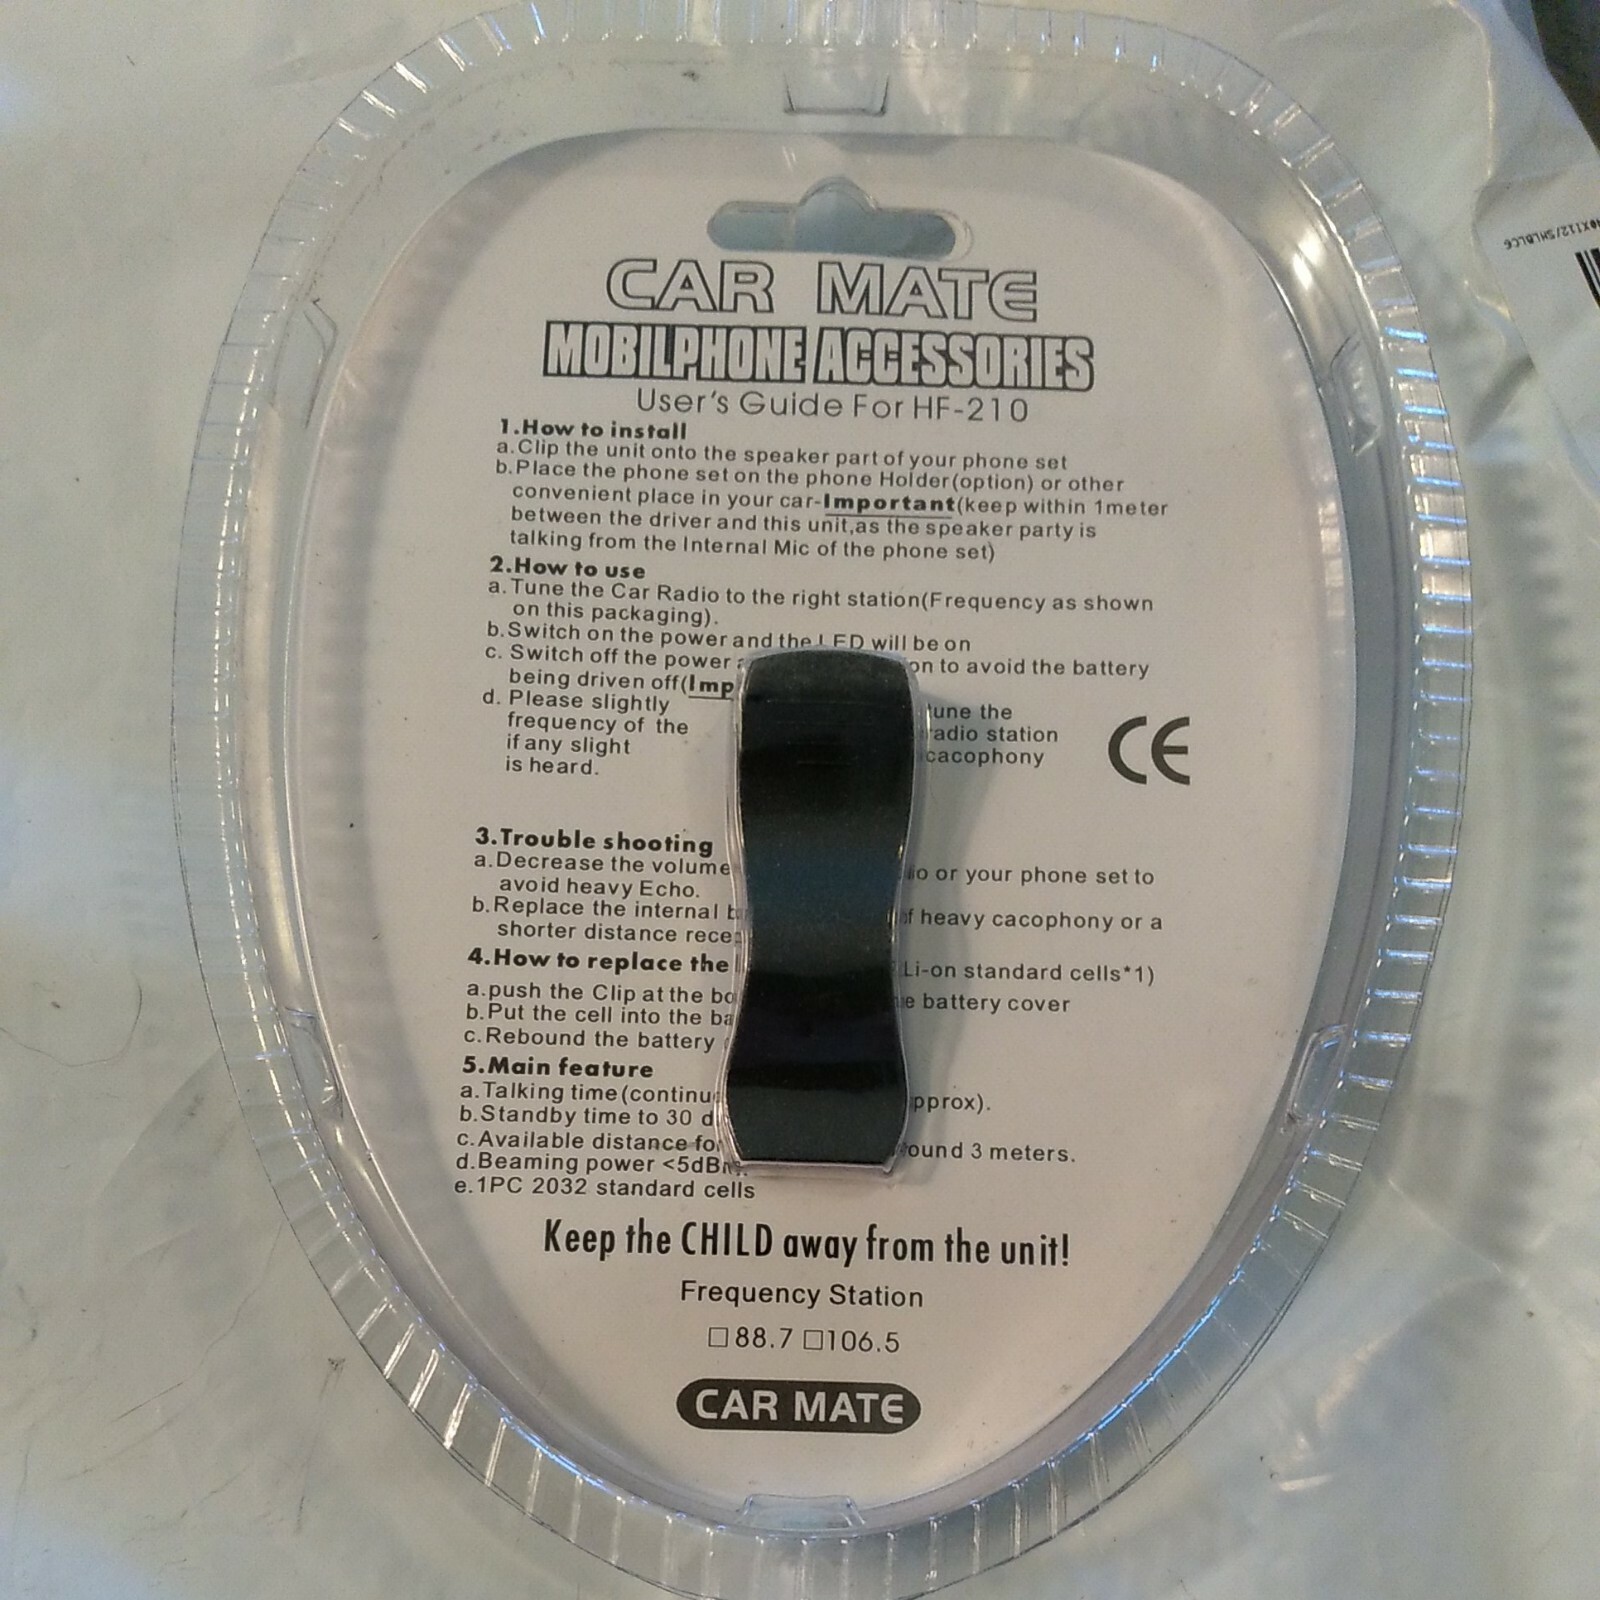 CAR MATE
MOBILPHONE ACCESSORIES
User's Guide For HF-210
1.How to install
a.Clip the unit onto the speaker part of your phone set
b.Place the phone set on the phone Holder(option) or other
convenient place in your car-Important(keep within 1meter
between the driver and this unit,as the speaker party is
talking from the Internal Mic of the phone set)
2.How to use
a.Tune the Car Radio to the right station(Frequency as shown
on this packaging).
b.Switch on the power and the LED will be on
c. Switch off the power on to avoid the battery
being driven off(
d. Please slightly tune the
frequency of the radio station
if any slight cacophony
is heard.
3.Trouble shooting
a.Decrease the volume or your phone set to
avoid heavy Echo.
b.Replace the internal of heavy cacophony or a
shorter distance
4.How to replace the Li-on standard cells*1)
a.push the Clip at the battery cover
b.Put the cell into the
c.Rebound the battery
5.Main feature
a.Talking time
b.Standby time to 30
c.Available distance 3 meters.
d.Beaming power <5dBm.
e.1PC 2032 standard cells
CE
Keep the CHILD away from the unit!
Frequency Station
□88.7 □106.5
CAR MATE